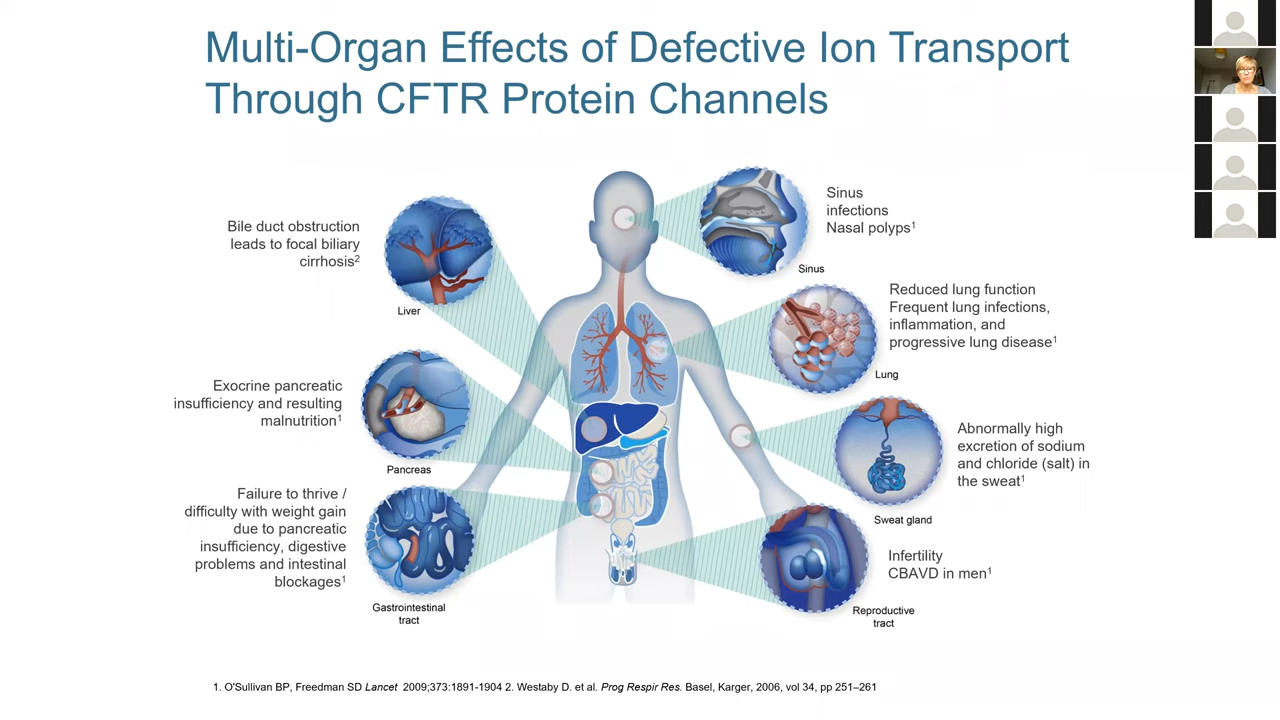 Multi-Organ Effects of Defective Ion Transport
Through CFTR Protein Channels
Bile duct obstruction
leads to focal biliary
cirrhosis2
Liver
Exocrine pancreatic
insufficiency and resulting
malnutrition1
Pancreas
Failure to thrive /
difficulty with weight gain
due to pancreatic
insufficiency, digestive
problems and intestinal
blockages1
Gastrointestinal
tract
Sinus
infections
Nasal polyps1
Sinus
Reduced lung function
Frequent lung infections,
inflammation, and
progressive lung disease1
Lung
Abnormally high
excretion of sodium
and chloride (salt) in
the sweat1
Sweat gland
Infertility
CBAVD in men1
Reproductive
tract
1. O'Sullivan BP, Freedman SD Lancet 2009;373:1891-1904 2. Westaby D. et al. Prog Respir Res. Basel, Karger, 2006, vol 34, pp 251–261